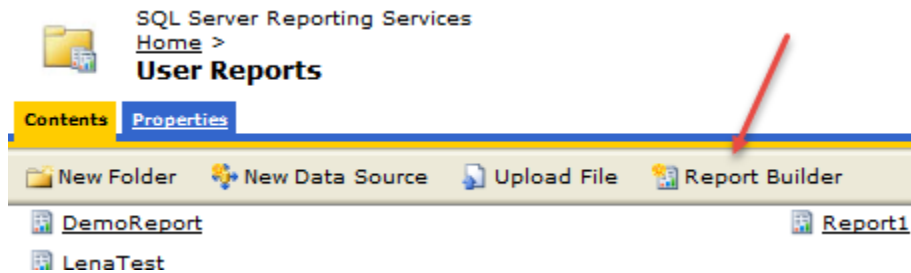 SQL Server Reporting Services
Home >
User Reports
Contents Properties
New Folder New Data Source Upload File Report Builder
DemoReport Report1
LenaTest